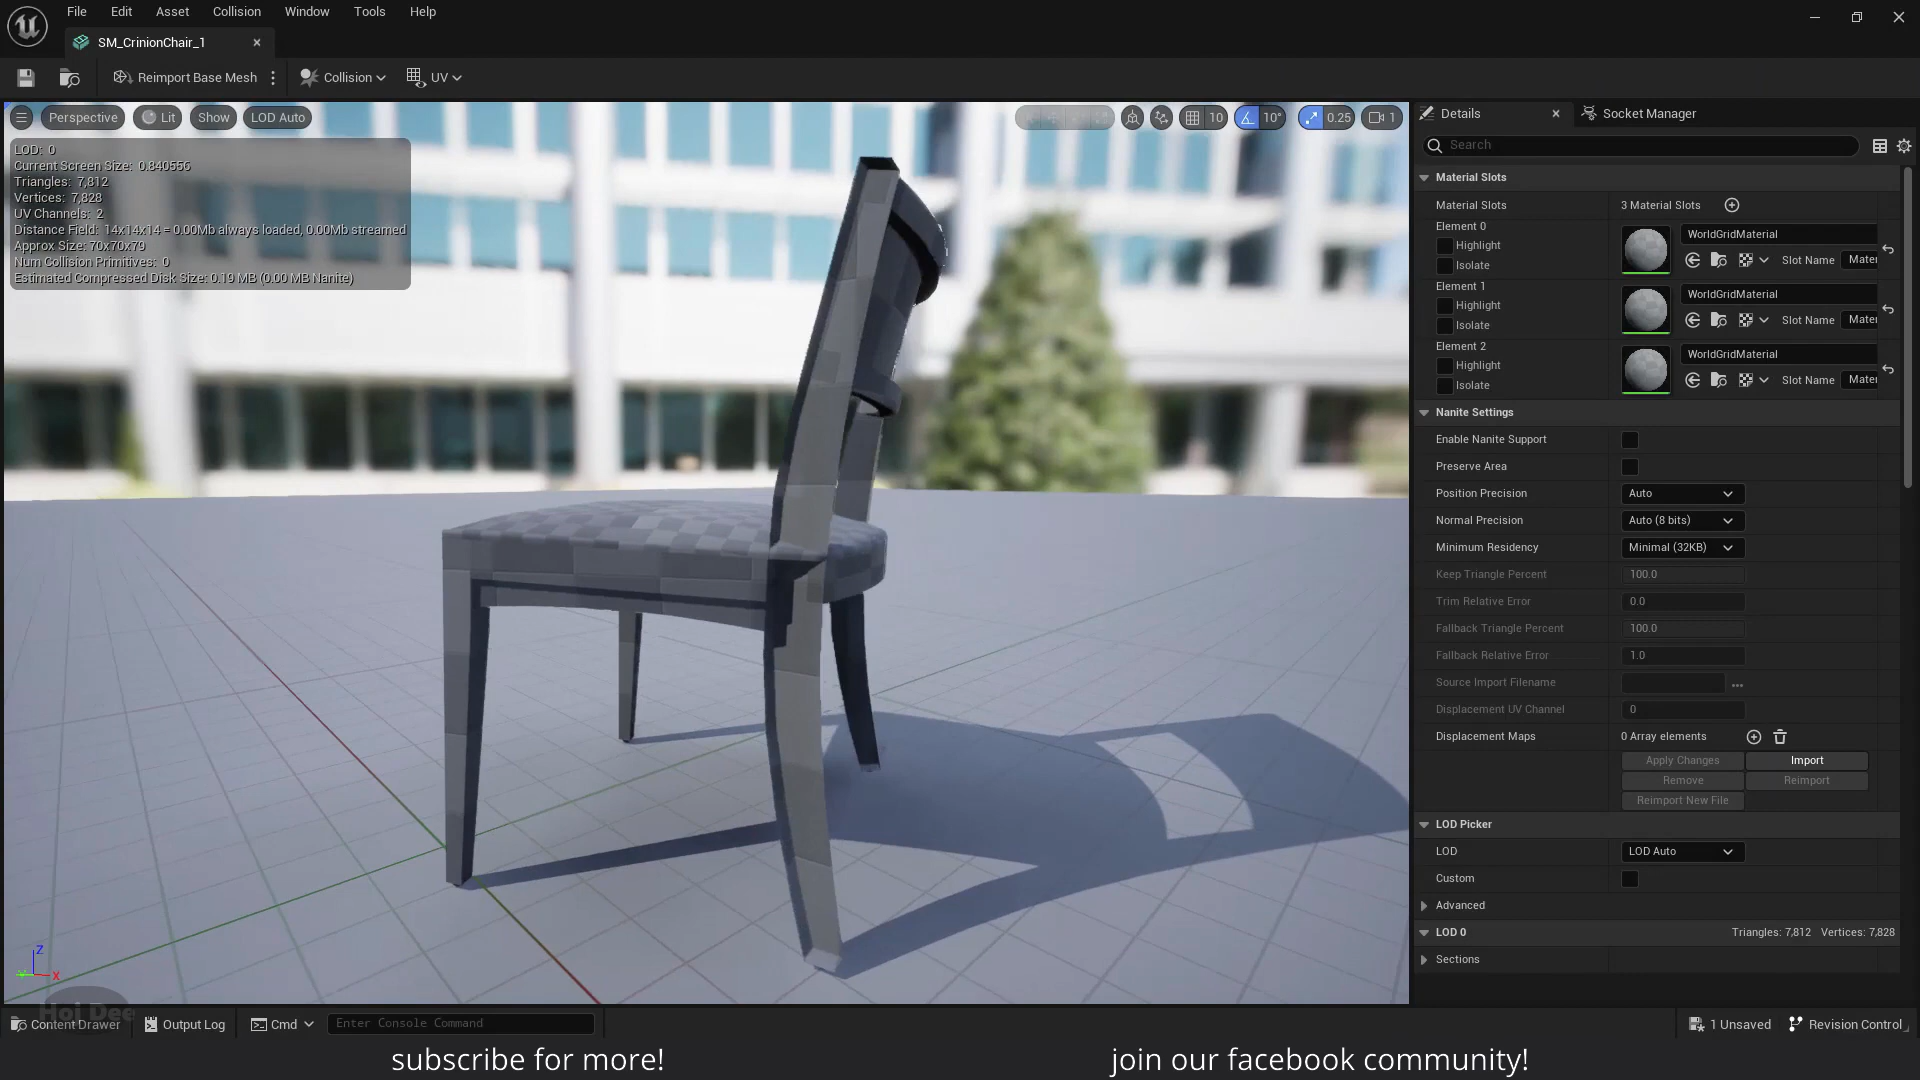 File Edit Asset Collision Window Tools Help
SM_CrinionChair_1
Reimport Base Mesh Collision UV
Perspective Lit Show LOD Auto 10 10° 0.25 1
LOD: 0
Current Screen Size: 0.840556
Triangles: 7,812
Vertices: 7,828
UV Channels: 2
Distance Field: 14x14x14 = 0.00Mb always loaded, 0.00Mb streamed
Approx Size: 70x70x79
Num Collision Primitives: 0
Estimated Compressed Disk Size: 0.19 MB (0.00 MB Nanite)
Z
X
Details Socket Manager
Search
Material Slots
Material Slots 3 Material Slots
Element 0
Highlight
Isolate
WorldGridMaterial
Slot Name Mater
Element 1
Highlight
Isolate
WorldGridMaterial
Slot Name Mater
Element 2
Highlight
Isolate
WorldGridMaterial
Slot Name Mater
Nanite Settings
Enable Nanite Support
Preserve Area
Position Precision Auto
Normal Precision Auto (8 bits)
Minimum Residency Minimal (32KB)
Keep Triangle Percent 100.0
Trim Relative Error 0.0
Fallback Triangle Percent 100.0
Fallback Relative Error 1.0
Source Import Filename
Displacement UV Channel 0
Displacement Maps 0 Array elements
Apply Changes Import
Remove Reimport
Reimport New File
LOD Picker
LOD LOD Auto
Custom
Advanced
LOD 0 Triangles: 7,812 Vertices: 7,828
Sections
Hoi Dee
Content Drawer Output Log Cmd Enter Console Command 1 Unsaved Revision Control
subscribe for more! join our facebook community!